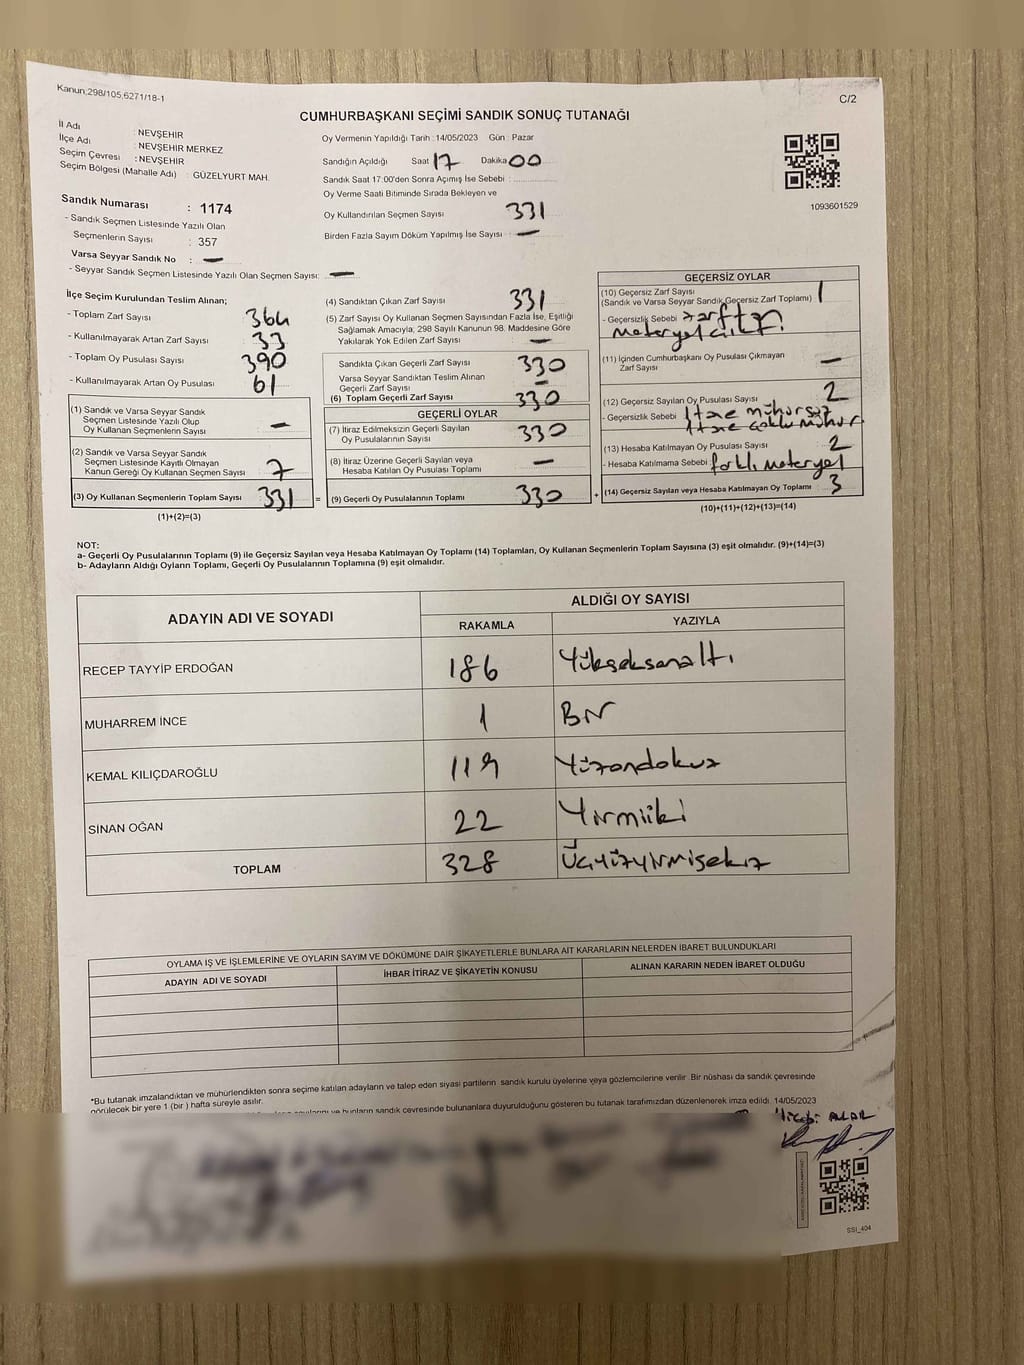 Kanun;298/105,6271/18-1
C/2
CUMHURBAŞKANI SEÇİMİ SANDIK SONUÇ TUTANAĞI
İl Adı : NEVŞEHİR
İlçe Adı : NEVŞEHİR MERKEZ
Seçim Çevresi : NEVŞEHİR
Seçim Bölgesi (Mahalle Adı) : GÜZELYURT MAH.
Oy Vermenin Yapıldığı Tarih : 14/05/2023 Gün : Pazar
Sandığın Açıldığı Saat 17 Dakika 00
Sandık Saat 17:00'den Sonra Açımış İse Sebebi :
Oy Verme Saati Bitiminde Sırada Bekleyen ve
Oy Kullandırılan Seçmen Sayısı 331
Birden Fazla Sayım Döküm Yapılmış İse Sayısı : —
1093601529
Sandık Numarası : 1174
- Sandık Seçmen Listesinde Yazılı Olan
Seçmenlerin Sayısı : 357
Varsa Seyyar Sandık No : —
- Seyyar Sandık Seçmen Listesinde Yazılı Olan Seçmen Sayısı: —
İlçe Seçim Kurulundan Teslim Alınan;
- Toplam Zarf Sayısı 364
- Kullanılmayarak Artan Zarf Sayısı 33
- Toplam Oy Pusulası Sayısı 390
- Kullanılmayarak Artan Oy Pusulası 61
(1) Sandık ve Varsa Seyyar Sandık
Seçmen Listesinde Yazılı Olup
Oy Kullanan Seçmenlerin Sayısı —
(2) Sandık ve Varsa Seyyar Sandık
Seçmen Listesinde Kayıtlı Olmayan
Kanun Gereği Oy Kullanan Seçmen Sayısı 7
(3) Oy Kullanan Seçmenlerin Toplam Sayısı 331 =
(1)+(2)=(3)
(4) Sandıktan Çıkan Zarf Sayısı 331
(5) Zarf Sayısı Oy Kullanan Seçmen Sayısından Fazla İse, Eşitliği
Sağlamak Amacıyla, 298 Sayılı Kanunun 98. Maddesine Göre
Yakılarak Yok Edilen Zarf Sayısı —
Sandıkta Çıkan Geçerli Zarf Sayısı 330
Varsa Seyyar Sandıktan Teslim Alınan
Geçerli Zarf Sayısı —
(6) Toplam Geçerli Zarf Sayısı 330
GEÇERLİ OYLAR
(7) İtiraz Edilmeksizin Geçerli Sayılan
Oy Pusulalarının Sayısı 330
(8) İtiraz Üzerine Geçerli Sayılan veya
Hesaba Katılan Oy Pusulası Toplamı —
(9) Geçerli Oy Pusulalarının Toplamı 330 +
GEÇERSİZ OYLAR
(10) Geçersiz Zarf Sayısı
(Sandık ve Varsa Seyyar Sandık Geçersiz Zarf Toplamı) 1
- Geçersizlik Sebebi zarftan
(11) İçinden Cumhurbaşkanı Oy Pusulası Çıkmayan
Zarf Sayısı —
(12) Geçersiz Sayılan Oy Pusulası Sayısı 2
- Geçersizlik Sebebi 1 tane mühürsüz
1 tane çoklu mühür
(13) Hesaba Katılmayan Oy Pusulası Sayısı 2
- Hesaba Katılmama Sebebi farklı materyel
(14) Geçersiz Sayılan veya Hesaba Katılmayan Oy Toplamı 3
(10)+(11)+(12)+(13)=(14)
NOT:
a- Geçerli Oy Pusulalarının Toplamı (9) ile Geçersiz Sayılan veya Hesaba Katılmayan Oy Toplamı (14) Toplamları, Oy Kullanan Seçmenlerin Toplam Sayısına (3) eşit olmalıdır. (9)+(14)=(3)
b- Adayların Aldığı Oyların Toplamı, Geçerli Oy Pusulalarının Toplamına (9) eşit olmalıdır.
ADAYIN ADI VE SOYADI ALDIĞI OY SAYISI
RAKAMLA YAZIYLA
RECEP TAYYİP ERDOĞAN 186 Yükseksanaltı
MUHARREM İNCE 1 Bir
KEMAL KILIÇDAROĞLU 119 Yüzondokuz
SİNAN OĞAN 22 Yirmiiki
TOPLAM 328 Üçyüzyirmisekiz
OYLAMA İŞ VE İŞLEMLERİNE VE OYLARIN SAYIM VE DÖKÜMÜNE DAİR ŞİKAYETLERLE BUNLARA AİT KARARLARIN NELERDEN İBARET BULUNDUKLARI
ADAYIN ADI VE SOYADI İHBAR İTİRAZ VE ŞİKAYETİN KONUSU ALINAN KARARIN NEDEN İBARET OLDUĞU
*Bu tutanak imzalandıktan ve mühürlendikten sonra seçime katılan adayların ve talep eden siyasi partilerin sandık kurulu üyelerine veya gözlemcilerine verilir. Bir nüshası da sandık çevresinde
görülecek bir yere 1 (bir ) hafta süreyle asılır.
bunların sandık çevresinde bulunanlara duyurulduğunu gösteren bu tutanak tarafımızdan düzenlenerek imza edildi. 14/05/2023
SSI_404